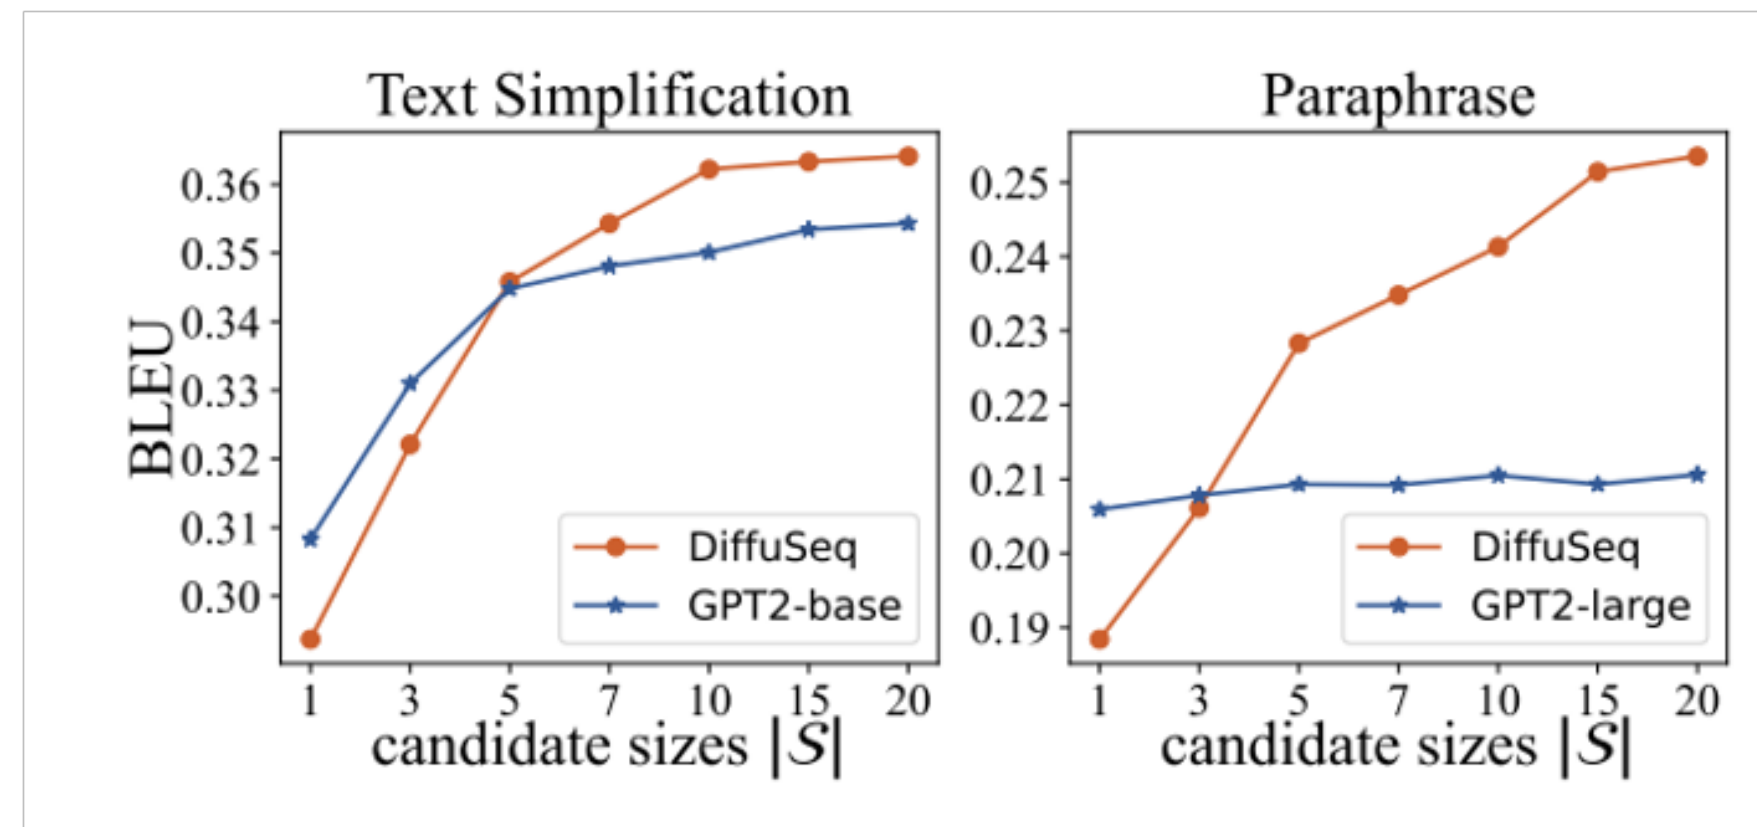 Text Simplification
BLEU
0.36
0.35
0.34
0.33
0.32
0.31
0.30
DiffuSeq
GPT2-base
1 3 5 7 10 15 20
candidate sizes |S|
Paraphrase
0.25
0.24
0.23
0.22
0.21
0.20
0.19
DiffuSeq
GPT2-large
1 3 5 7 10 15 20
candidate sizes |S|